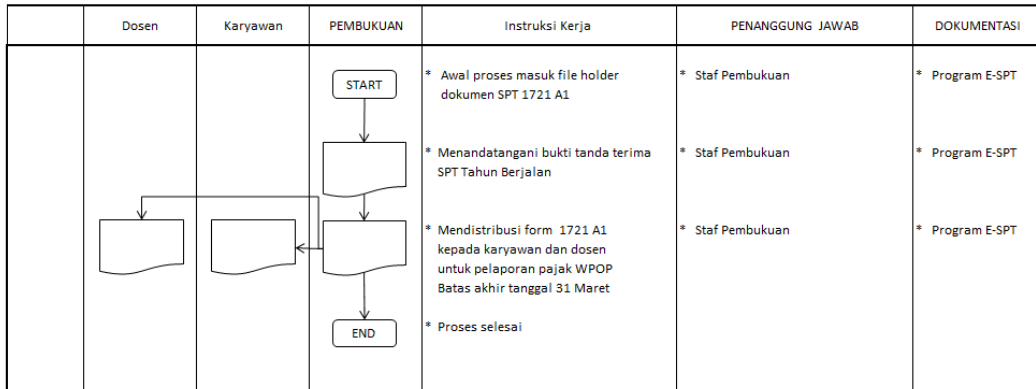 Dosen
Karyawan
PEMBUKUAN
Instruksi Kerja
PENANGGUNG JAWAB
DOKUMENTASI
START
* Awal proses masuk file holder
dokumen SPT 1721 A1
* Staf Pembukuan
* Program E-SPT
* Menandatangani bukti tanda terima
SPT Tahun Berjalan
* Staf Pembukuan
* Program E-SPT
* Mendistribusi form 1721 A1
kepada karyawan dan dosen
untuk pelaporan pajak WPOP
Batas akhir tanggal 31 Maret
* Staf Pembukuan
* Program E-SPT
END
* Proses selesai